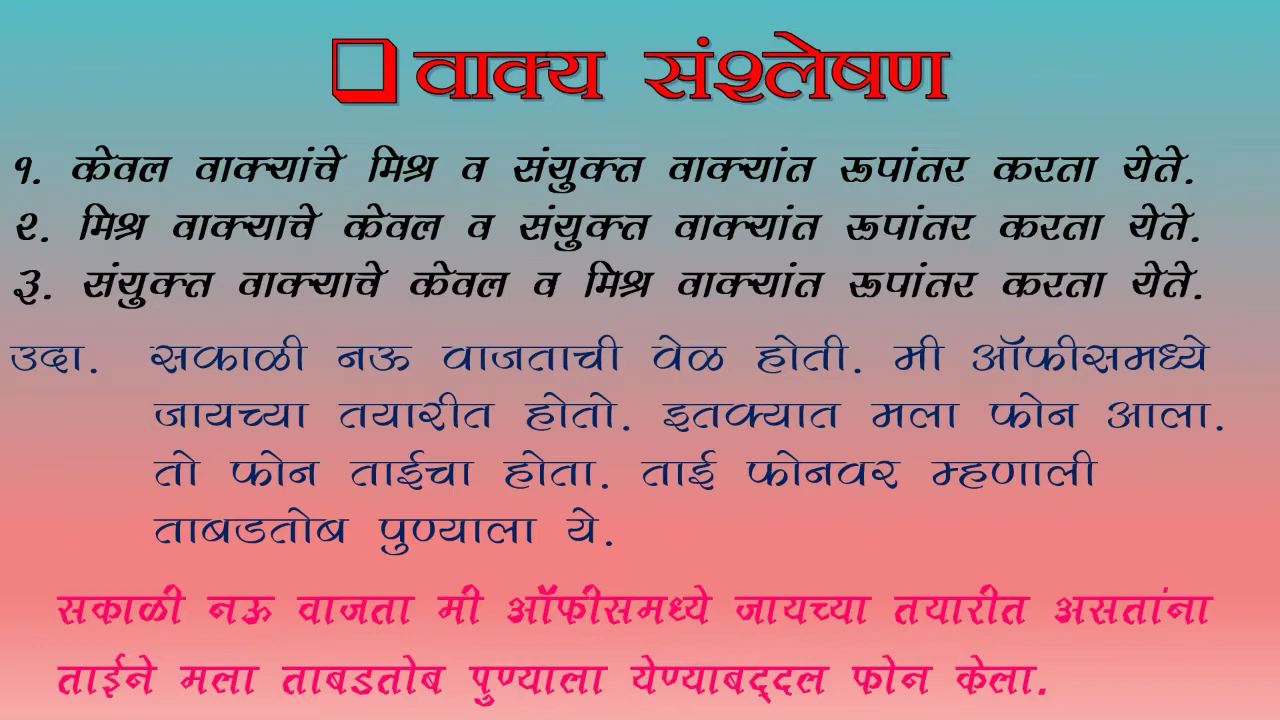 वाक्य संश्लेषण
१. केवल वाक्यांचे मिश्र व संयुक्त वाक्यांत रूपांतर करता येते.
२. मिश्र वाक्याचे केवल व संयुक्त वाक्यांत रूपांतर करता येते.
३. संयुक्त वाक्याचे केवल व मिश्र वाक्यांत रूपांतर करता येते.
उदा. सकाळी नऊ वाजताची वेळ होती. मी ऑफीसमध्ये
जायच्या तयारीत होतो. इतक्यात मला फोन आला.
तो फोन ताईचा होता. ताई फोनवर म्हणाली
ताबडतोब पुण्याला ये.
सकाळी नऊ वाजता मी ऑफीसमध्ये जायच्या तयारीत असतांना
ताईने मला ताबडतोब पुण्याला येण्याबद्दल फोन केला.